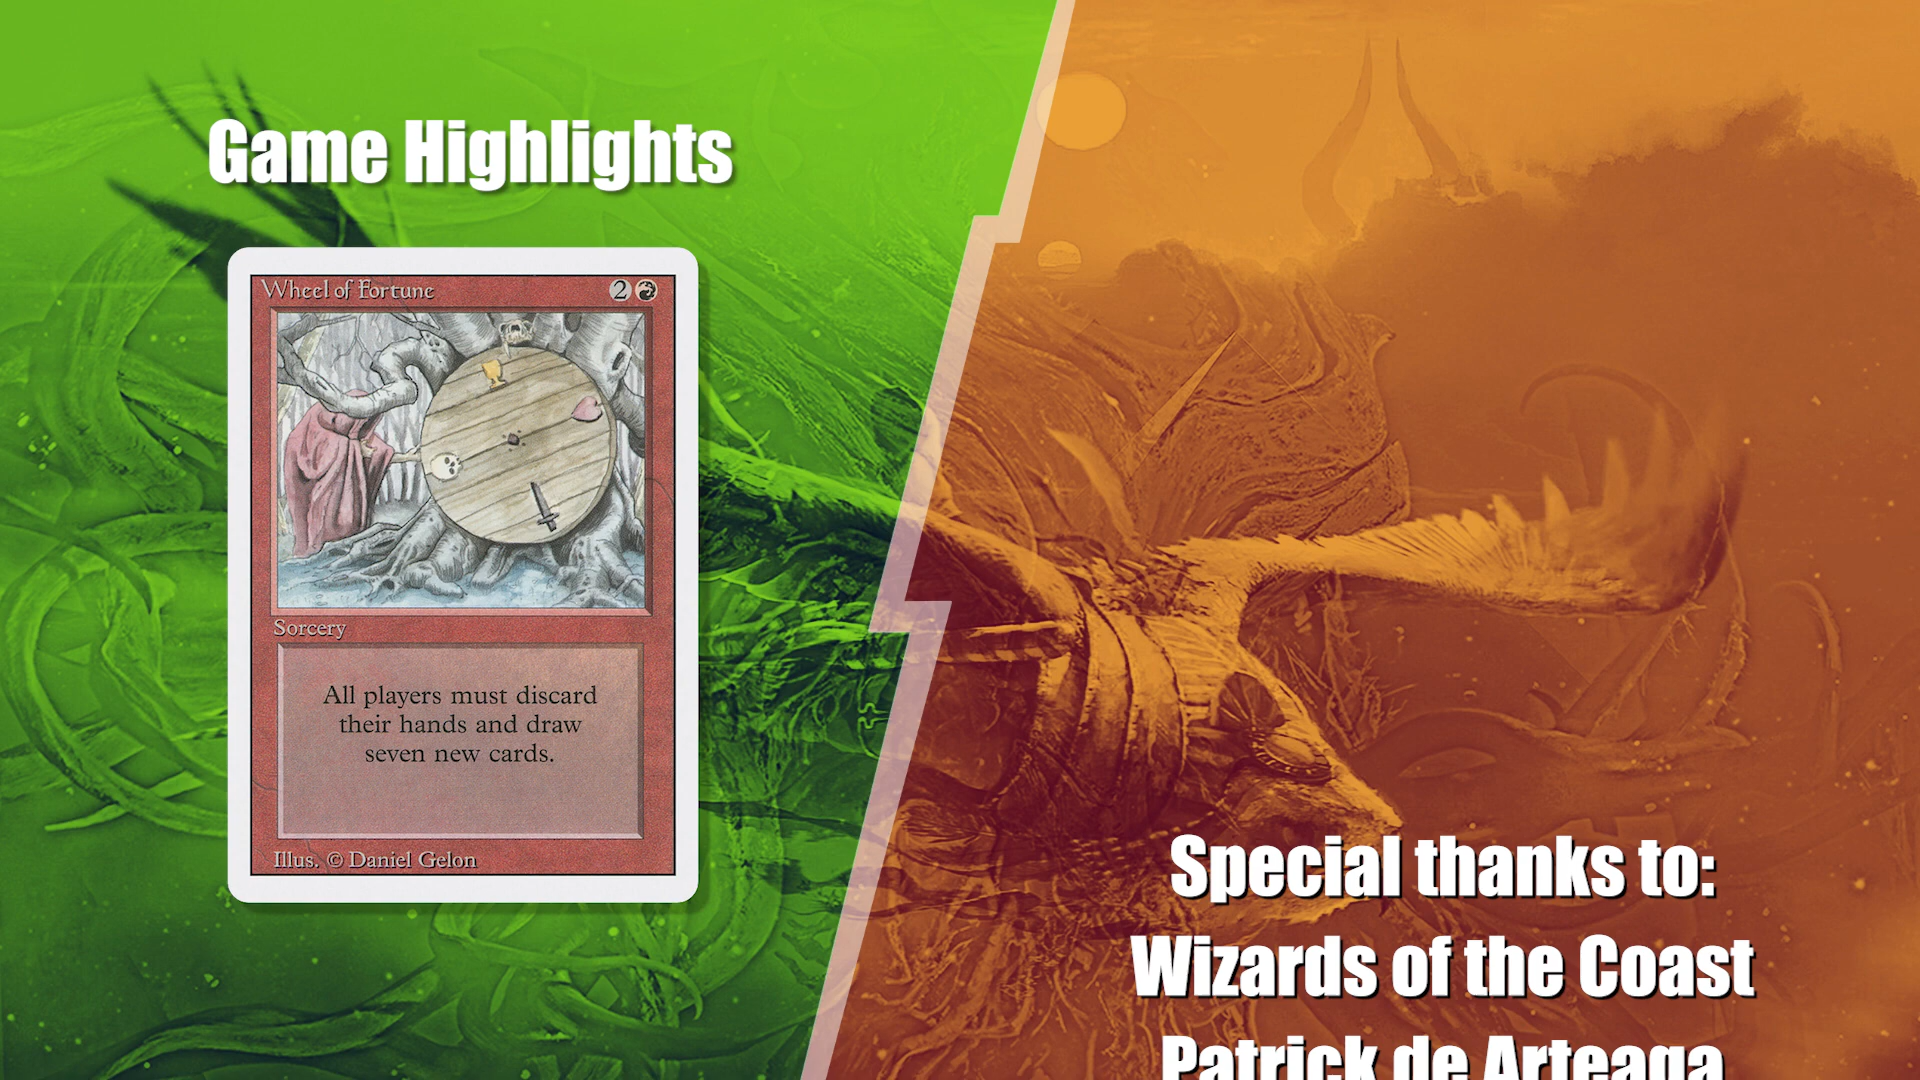 Game Highlights
Wheel of Fortune 2
Sorcery
All players must discard
their hands and draw
seven new cards.
Illus. © Daniel Gelon
Special thanks to:
Wizards of the Coast
Patrick de Arteaga